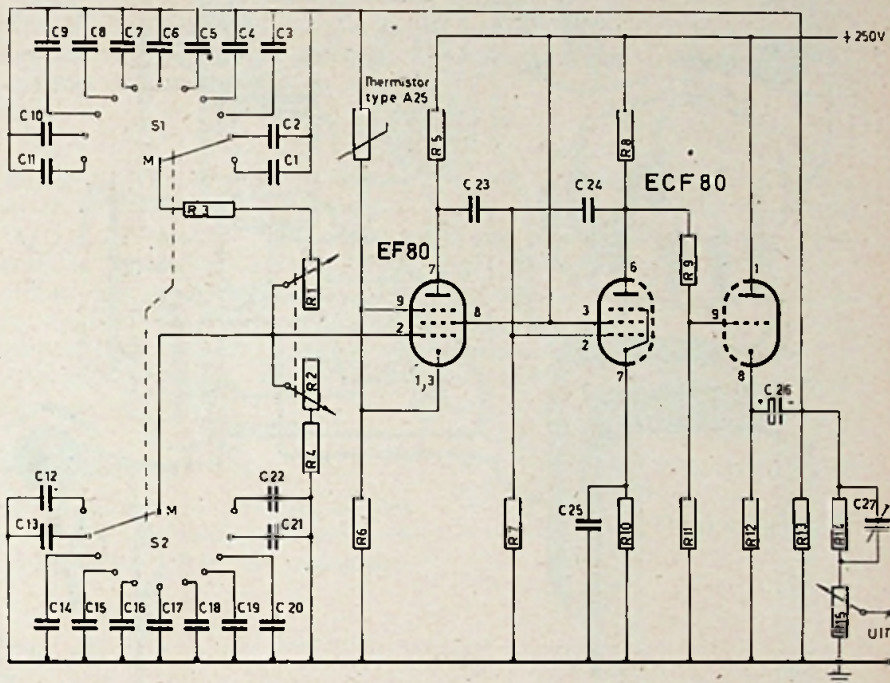 C9 C8 C7 C6 C5 C4 C3
+ 250V
Thermistor
type A25
C10
C2
S1
R5
R8
C11
M
C1
C23
C24
ECF80
R3
EF80
R9
7
6
1
R1
9
8
3
9
2
2
R2
1,3
7
8
C26
+ -
R4
C12
C22
C27
M
C13
C21
C25
S2
R6
R7
R10
R11
R12
R13
R14
C14 C15 C16 C17 C18 C19 C20
R15